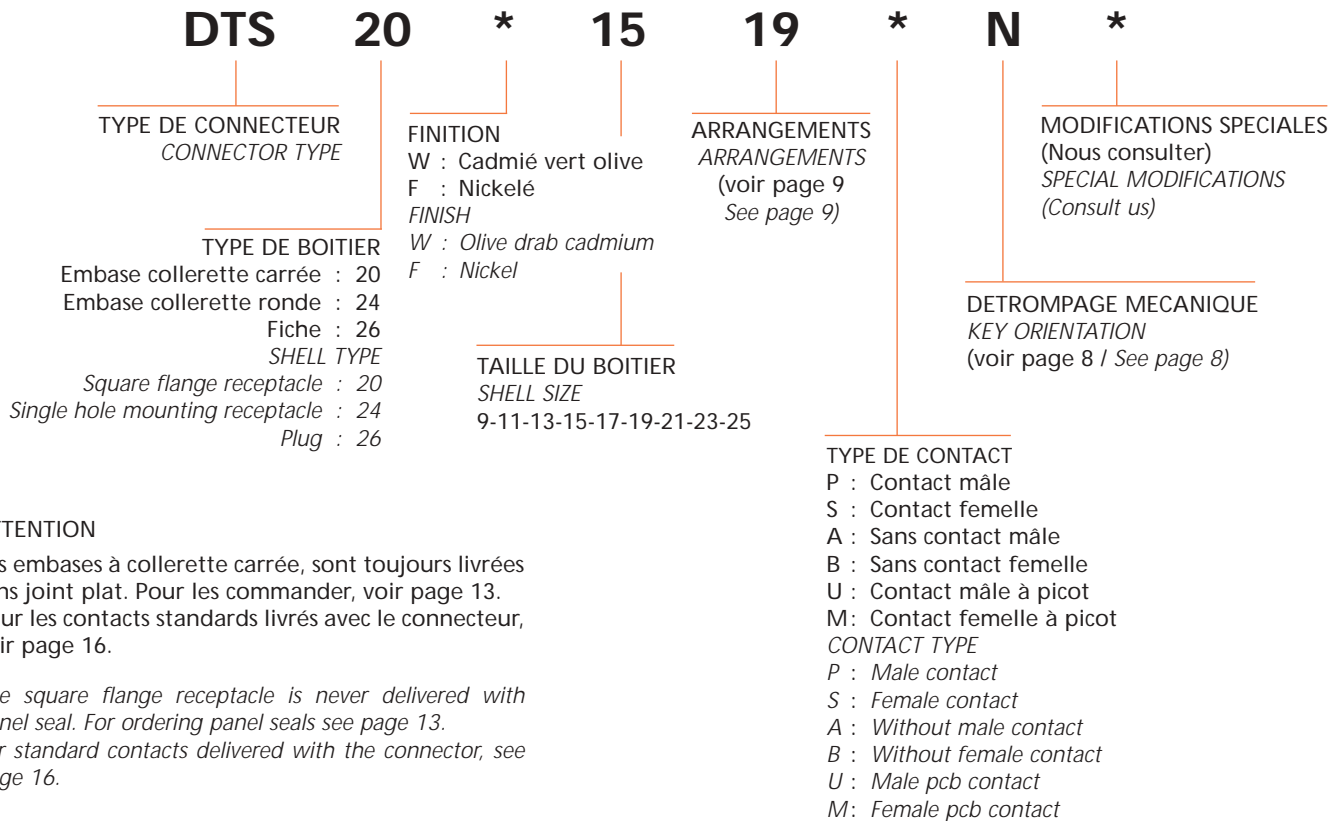 DTS 20 * 15 19 * N *
TYPE DE CONNECTEUR
CONNECTOR TYPE
TYPE DE BOITIER
Embase collerette carrée : 20
Embase collerette ronde : 24
Fiche : 26
SHELL TYPE
Square flange receptacle : 20
Single hole mounting receptacle : 24
Plug : 26
FINITION
W : Cadmié vert olive
F : Nickelé
FINISH
W : Olive drab cadmium
F : Nickel
TAILLE DU BOITIER
SHELL SIZE
9-11-13-15-17-19-21-23-25
ARRANGEMENTS
ARRANGEMENTS
(voir page 9
See page 9)
TYPE DE CONTACT
P : Contact mâle
S : Contact femelle
A : Sans contact mâle
B : Sans contact femelle
U : Contact mâle à picot
M : Contact femelle à picot
CONTACT TYPE
P : Male contact
S : Female contact
A : Without male contact
B : Without female contact
U : Male pcb contact
M : Female pcb contact
DETROMPAGE MECANIQUE
KEY ORIENTATION
(voir page 8 / See page 8)
MODIFICATIONS SPECIALES
(Nous consulter)
SPECIAL MODIFICATIONS
(Consult us)
TTENTION
s embases à collerette carrée, sont toujours livrées
ns joint plat. Pour les commander, voir page 13.
ur les contacts standards livrés avec le connecteur,
ir page 16.
e square flange receptacle is never delivered with
nel seal. For ordering panel seals see page 13.
r standard contacts delivered with the connector, see
ge 16.